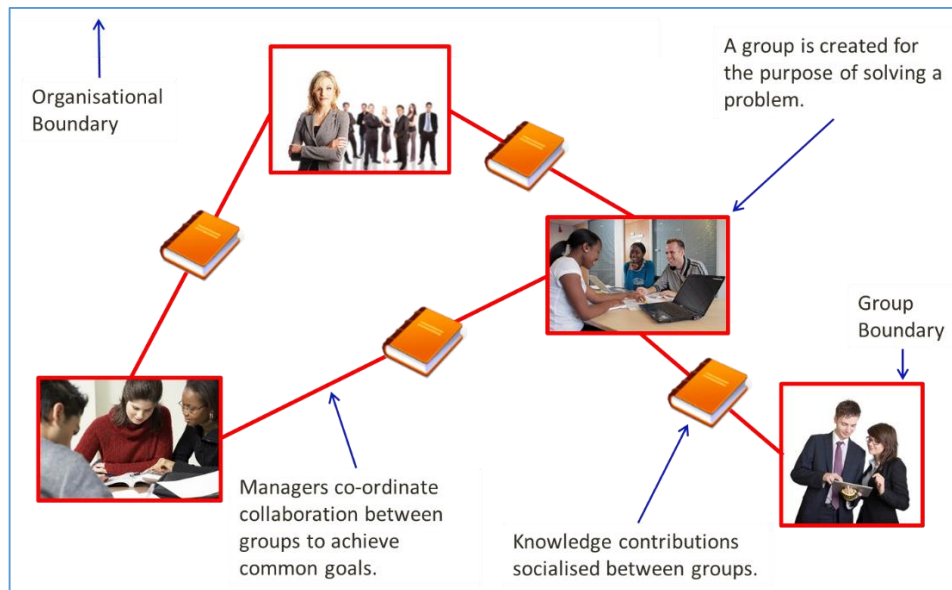 Organisational
Boundary
A group is created for
the purpose of solving a
problem.
Group
Boundary
Managers co-ordinate
collaboration between
groups to achieve
common goals.
Knowledge contributions
socialised between groups.